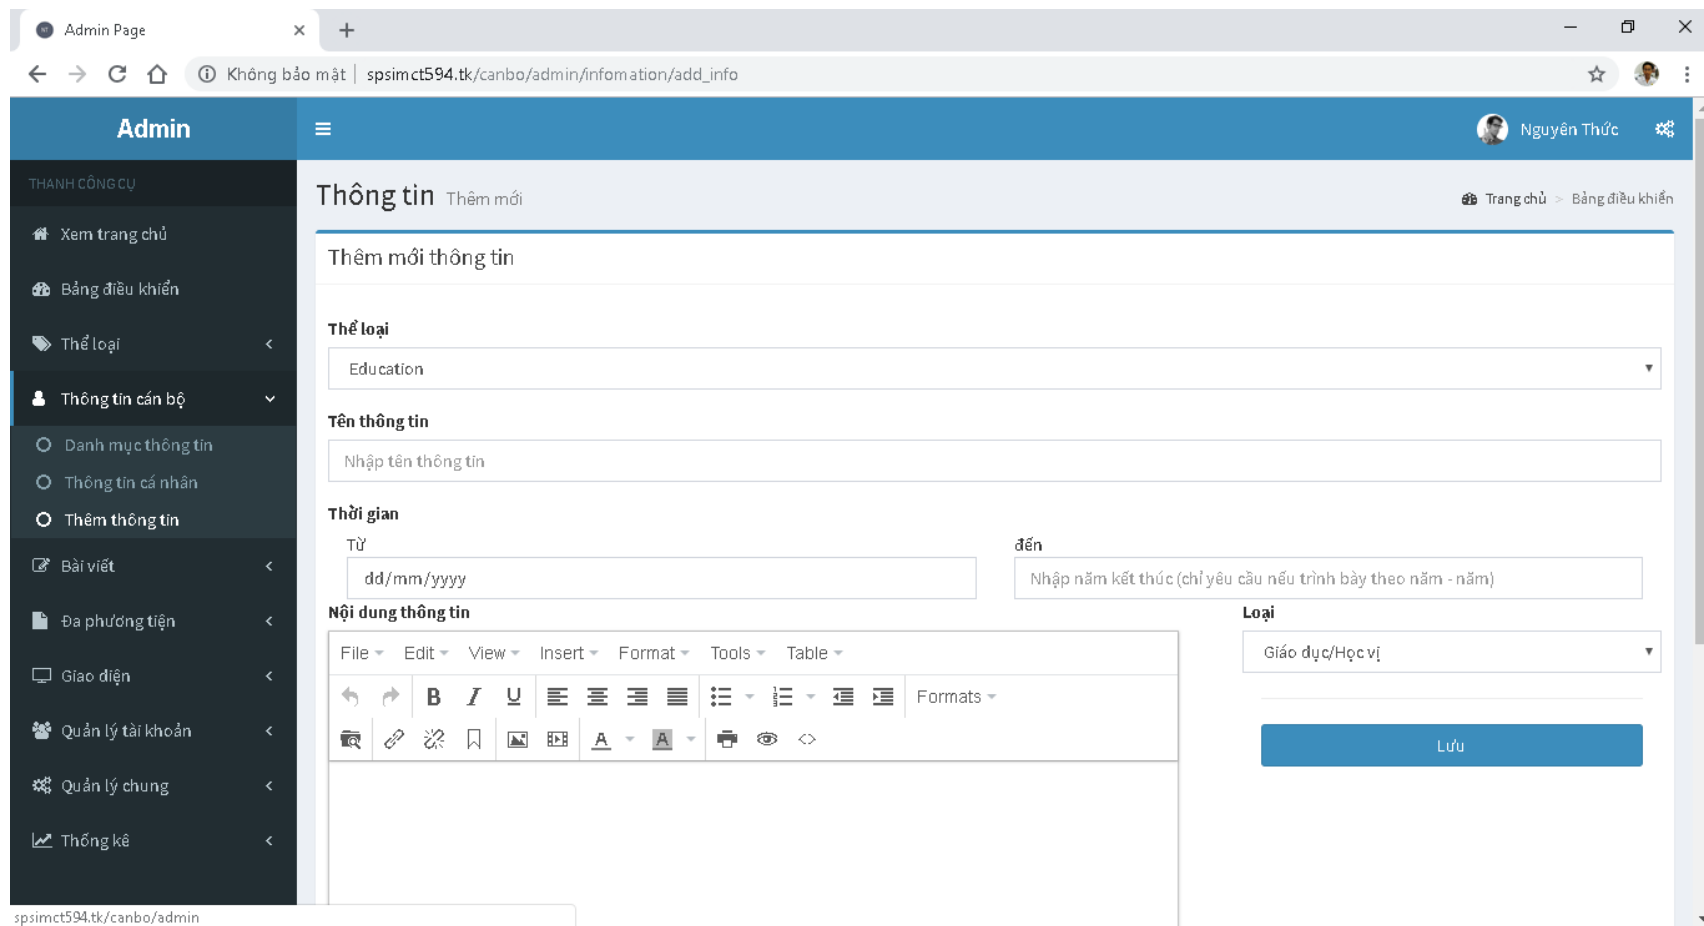 Admin Page
Không bảo mật | spsimct594.tk/canbo/admin/infomation/add_info
Admin
Nguyên Thức
THANH CÔNG CỤ
Xem trang chủ
Bảng điều khiển
Thể loại
Thông tin cán bộ
Danh mục thông tin
Thông tin cá nhân
Thêm thông tin
Bài viết
Đa phương tiện
Giao diện
Quản lý tài khoản
Quản lý chung
Thống kê
Thông tin Thêm mới
Trang chủ > Bảng điều khiển
Thêm mới thông tin
Thể loại
Education
Tên thông tin
Nhập tên thông tin
Thời gian
Từ
dd/mm/yyyy
đến
Nhập năm kết thúc (chỉ yêu cầu nếu trình bày theo năm - năm)
Nội dung thông tin
File Edit View Insert Format Tools Table
Formats
Loại
Giáo dục/Học vị
Lưu
spsimct594.tk/canbo/admin